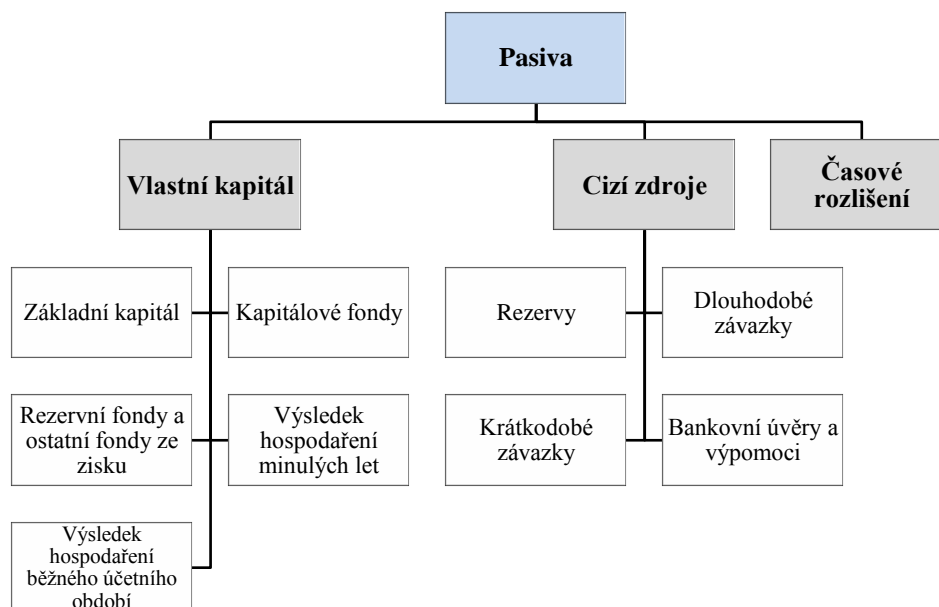 Pasiva
Vlastní kapitál
Cizí zdroje
Časové
rozlišení
Základní kapitál
Kapitálové fondy
Rezervy
Dlouhodobé
závazky
Rezervní fondy a
ostatní fondy ze
zisku
Výsledek
hospodaření
minulých let
Krátkodobé
závazky
Bankovní úvěry a
výpomoci
Výsledek
hospodaření
běžného účetního
období